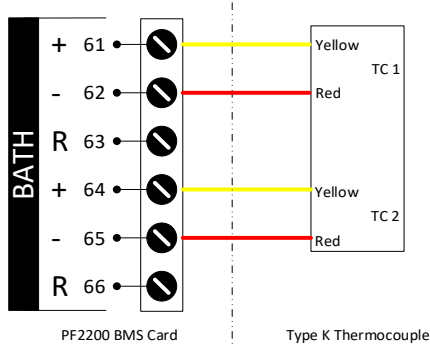 BATH
+ 61
- 62
R 63
+ 64
- 65
R 66
Yellow
TC 1
Red
Yellow
TC 2
Red
PF2200 BMS Card
Type K Thermocouple